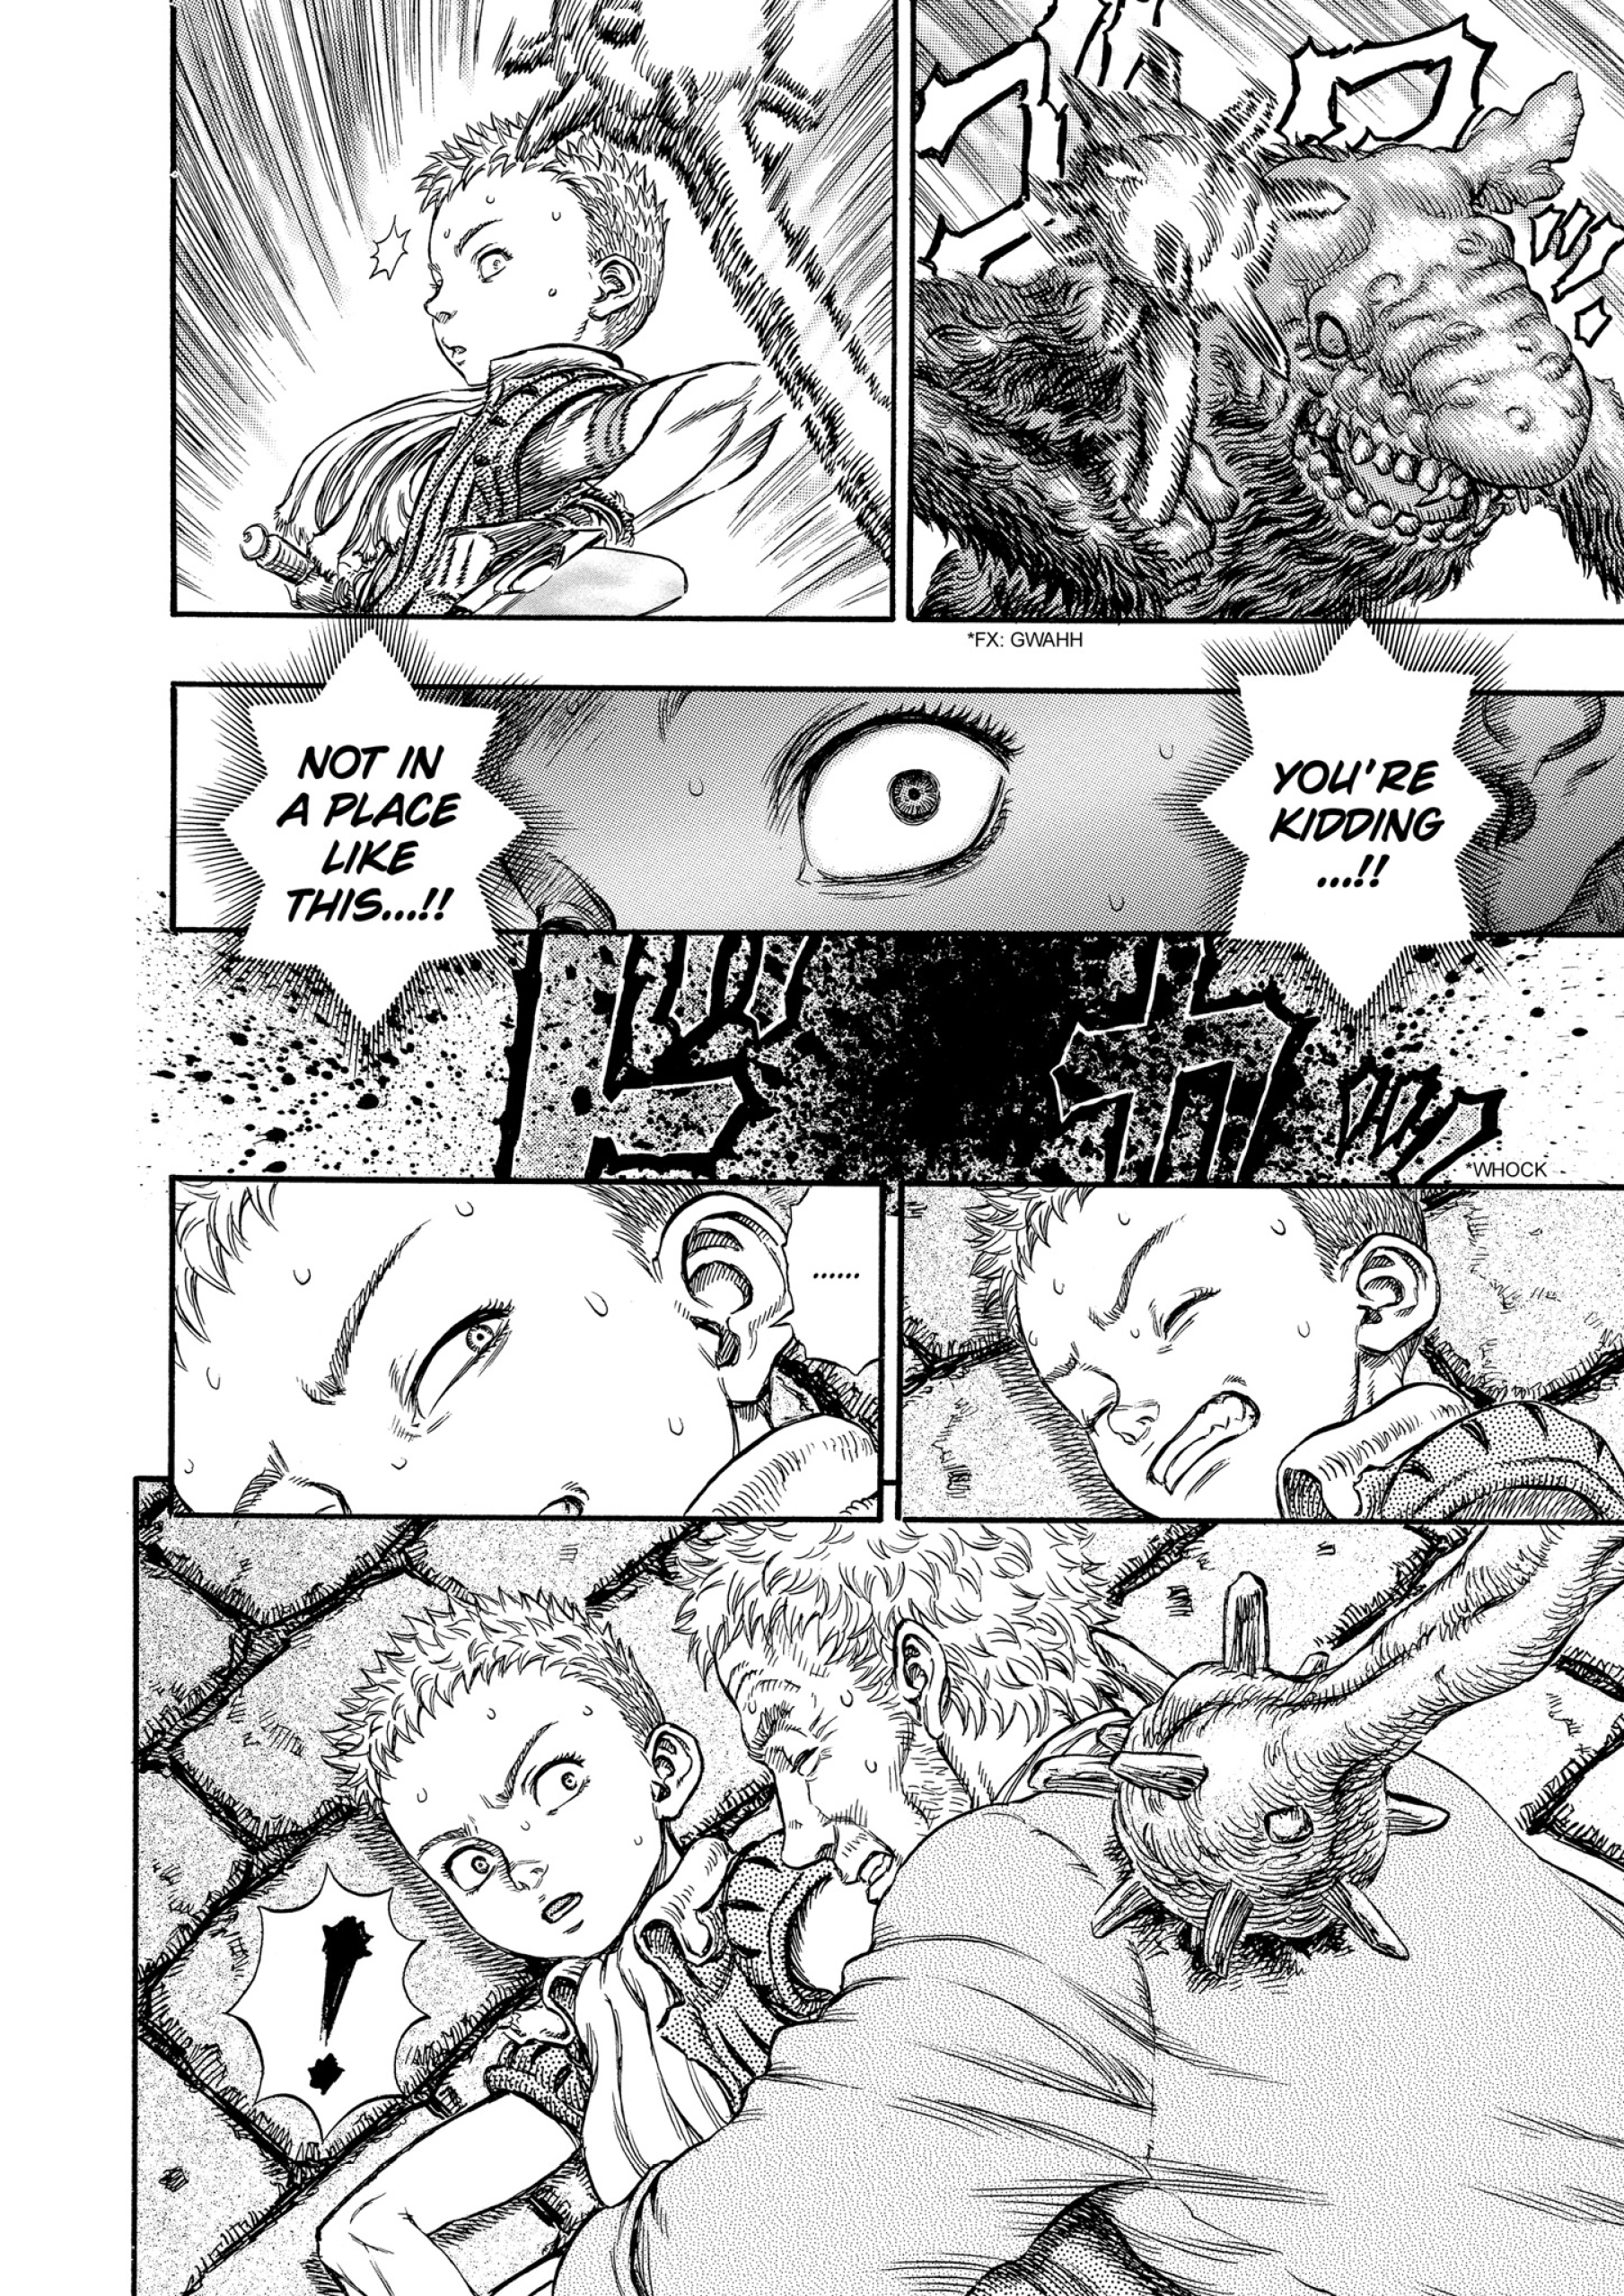 *FX: GWAHH
YOU'RE
KIDDING
...!!
NOT IN
A PLACE
LIKE
THIS...!!
*WHOCK
......
!